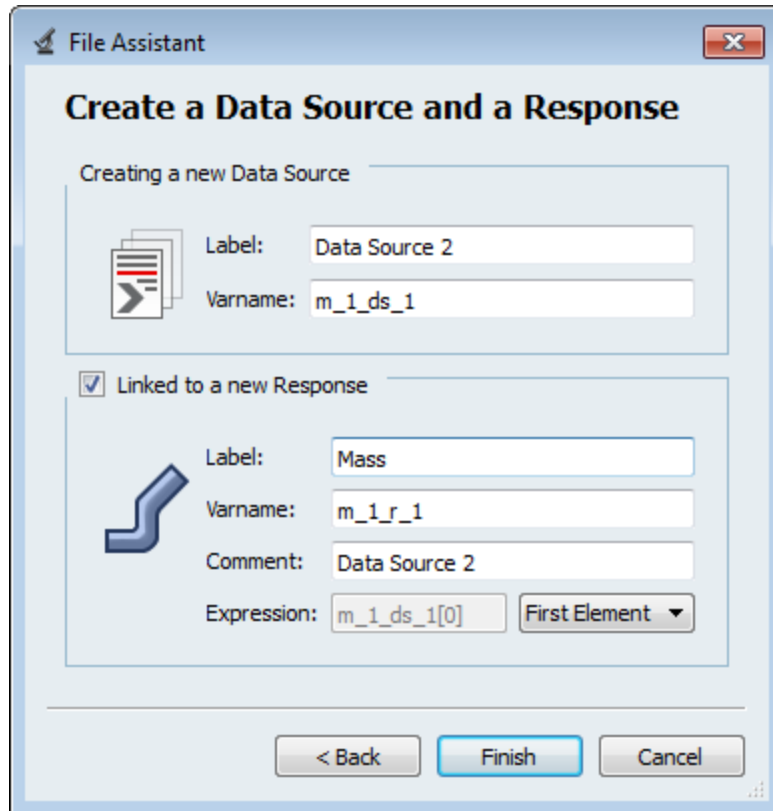 File Assistant
Create a Data Source and a Response
Creating a new Data Source
Label: Data Source 2
Varname: m_1_ds_1
Linked to a new Response
Label: Mass
Varname: m_1_r_1
Comment: Data Source 2
Expression: m_1_ds_1[0] First Element
< Back Finish Cancel